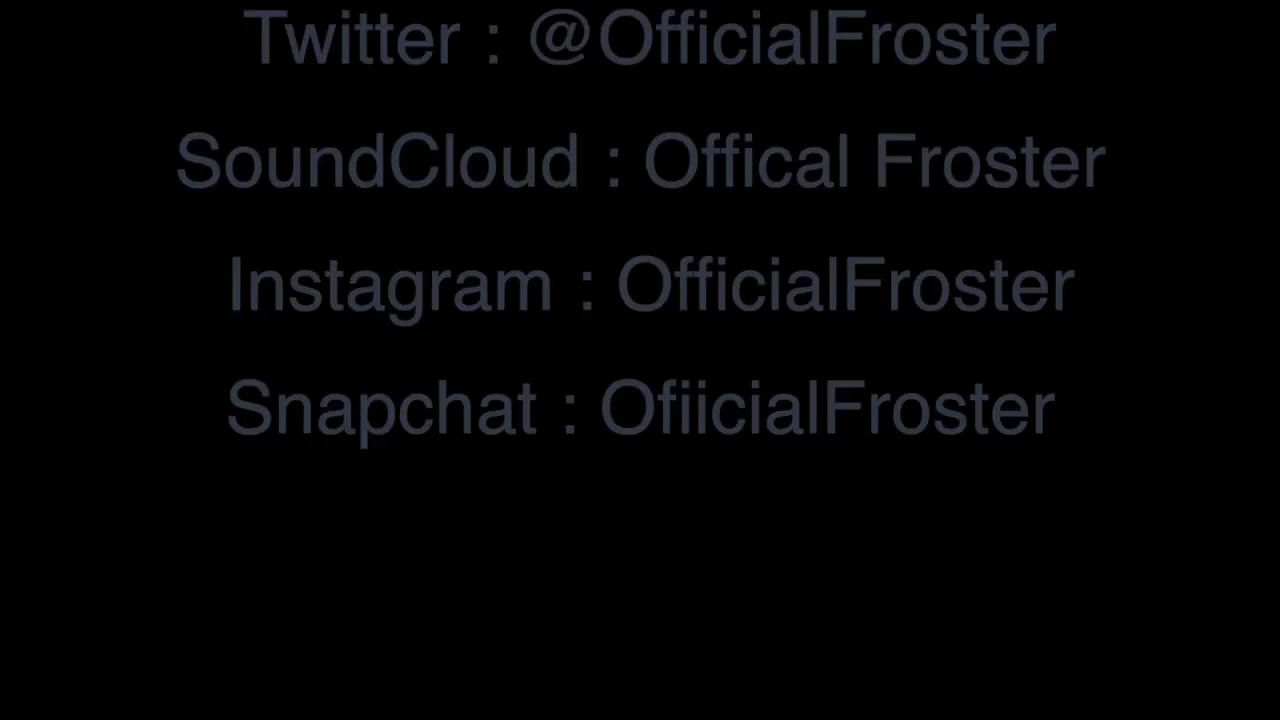 Twitter : @OfficialFroster
SoundCloud : Offical Froster
Instagram : OfficialFroster
Snapchat : OfiicialFroster